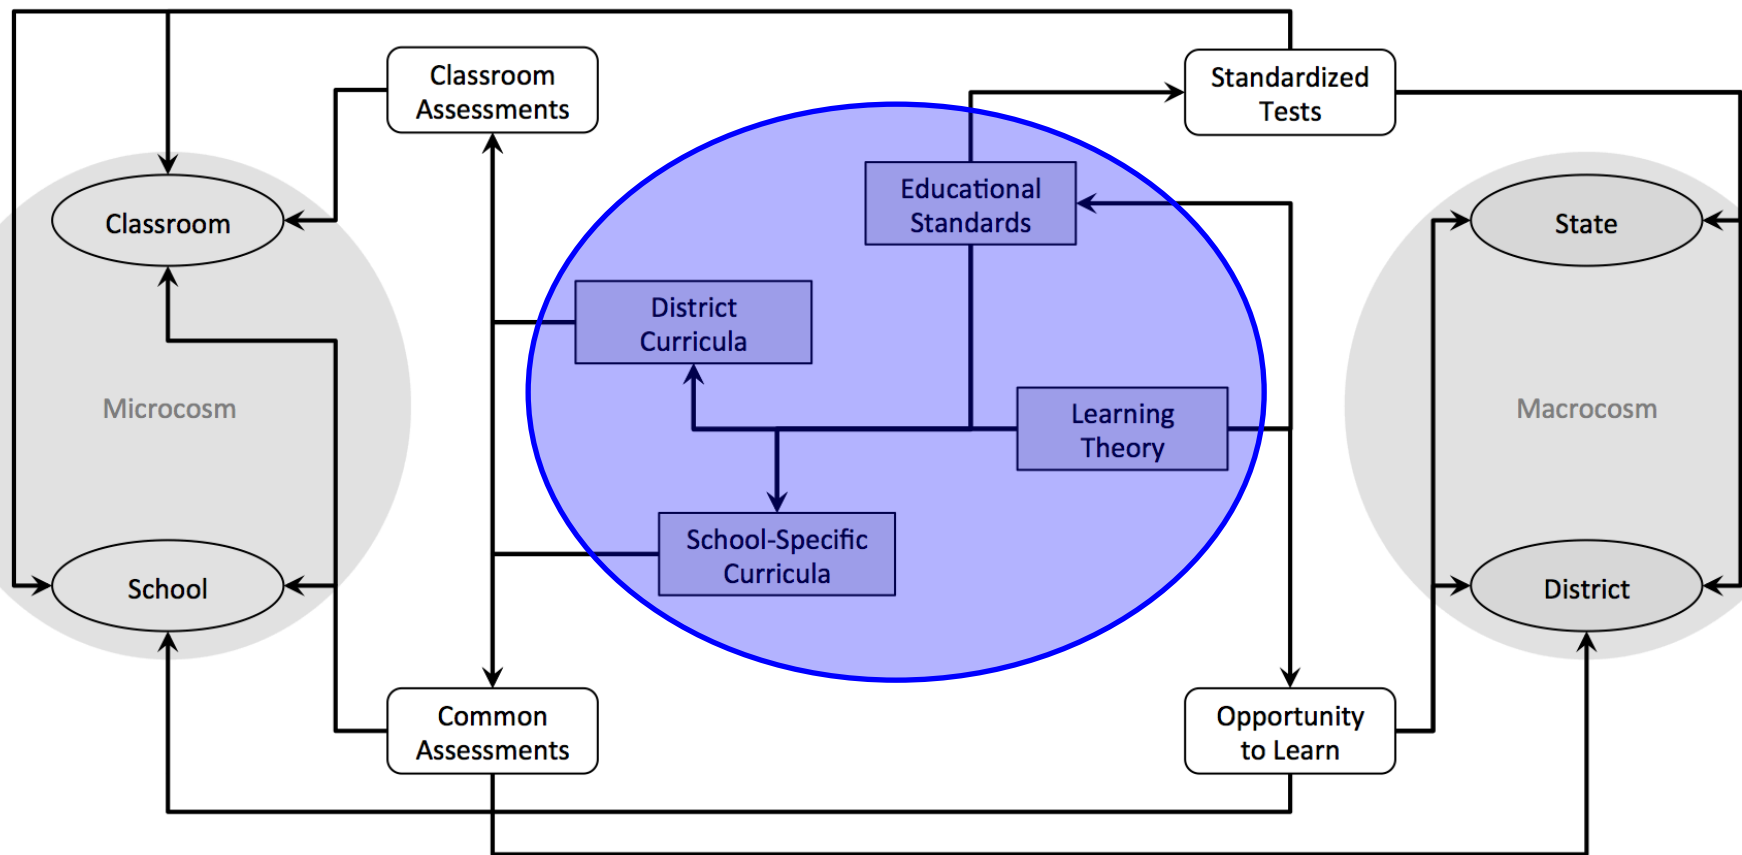 Classroom
Assessments
Standardized
Tests
Educational
Standards
Classroom
State
District
Curricula
Microcosm
Learning
Theory
Macrocosm
School-Specific
Curricula
School
District
Common
Assessments
Opportunity
to Learn